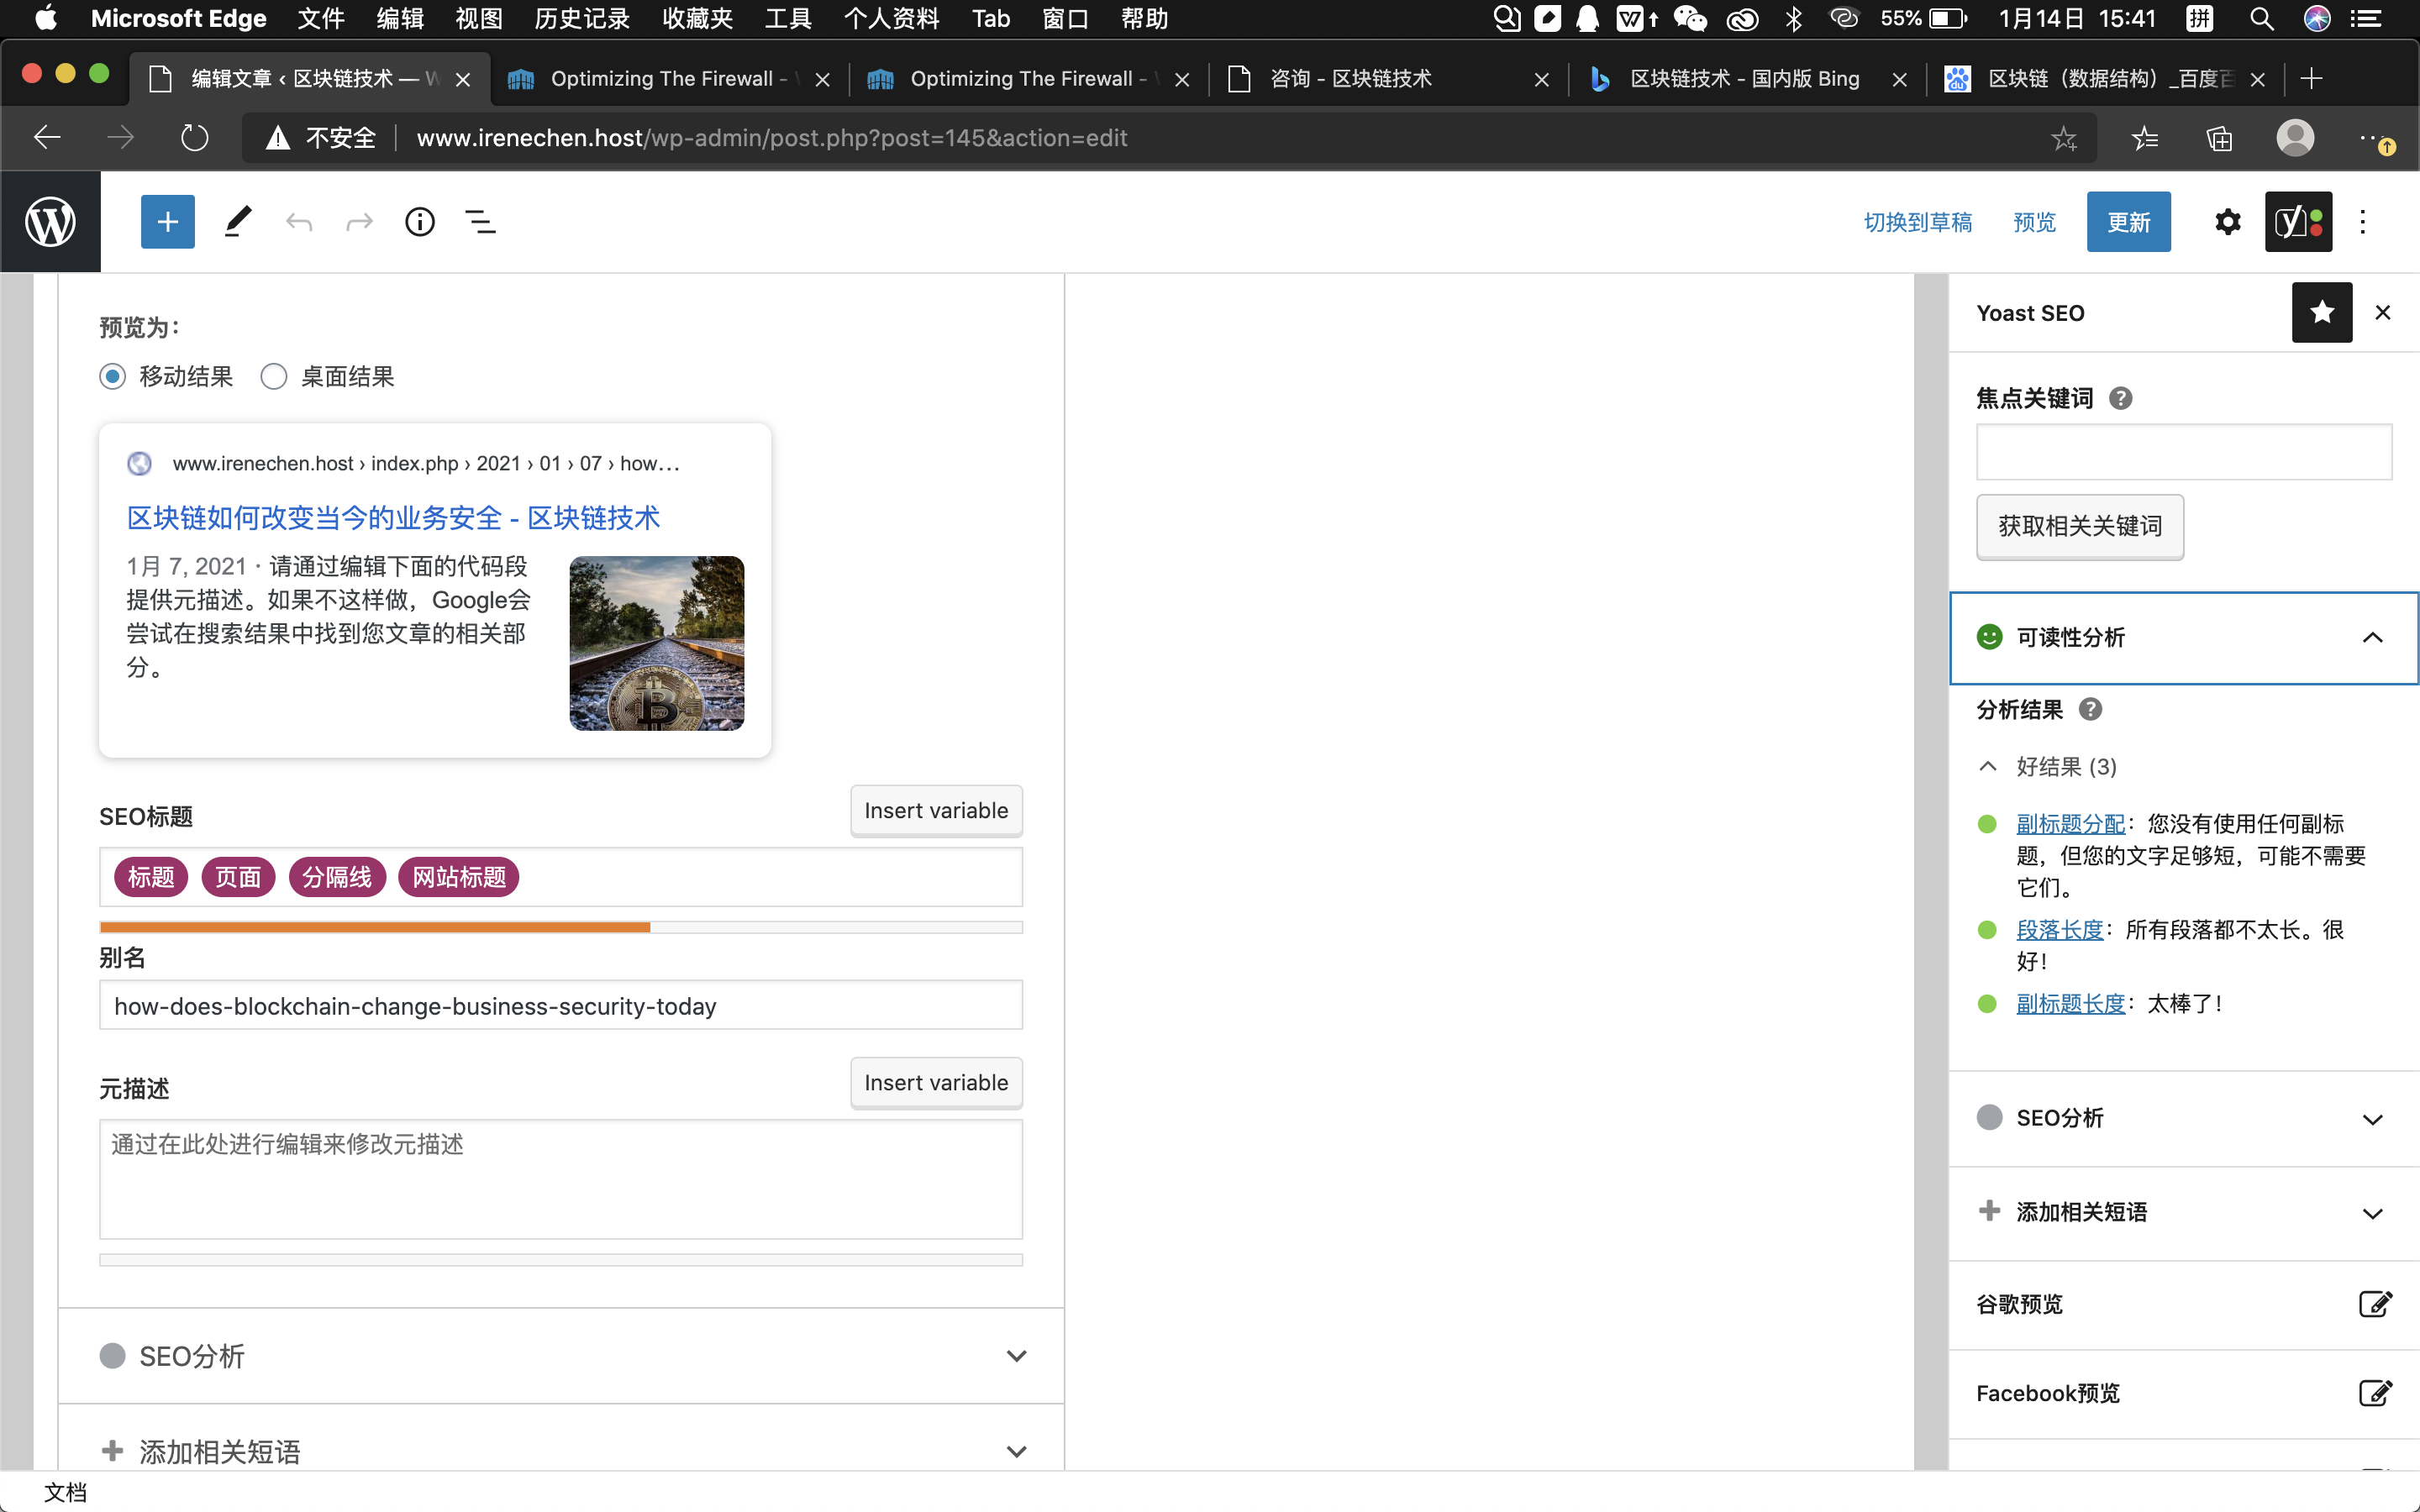 Microsoft Edge 文件 编辑 视图 历史记录 收藏夹 工具 个人资料 Tab 窗口 帮助 55% 1月14日 15:41 拼
编辑文章 ‹ 区块链技术 — W Optimizing The Firewall - Optimizing The Firewall - 咨询 - 区块链技术 区块链技术 - 国内版 Bing 区块链（数据结构）_百度百
不安全 www.irenechen.host/wp-admin/post.php?post=145&action=edit
切换到草稿 预览 更新
预览为：
移动结果 桌面结果
www.irenechen.host › index.php › 2021 › 01 › 07 › how…
区块链如何改变当今的业务安全 - 区块链技术
1月 7, 2021 · 请通过编辑下面的代码段
提供元描述。如果不这样做，Google会
尝试在搜索结果中找到您文章的相关部
分。
SEO标题
Insert variable
标题 页面 分隔线 网站标题
别名
how-does-blockchain-change-business-security-today
元描述
Insert variable
通过在此处进行编辑来修改元描述
SEO分析
添加相关短语
文档
Yoast SEO
焦点关键词 ?
获取相关关键词
可读性分析
分析结果 ?
好结果 (3)
副标题分配：您没有使用任何副标
题，但您的文字足够短，可能不需要
它们。
段落长度：所有段落都不太长。很
好！
副标题长度：太棒了！
SEO分析
添加相关短语
谷歌预览
Facebook预览